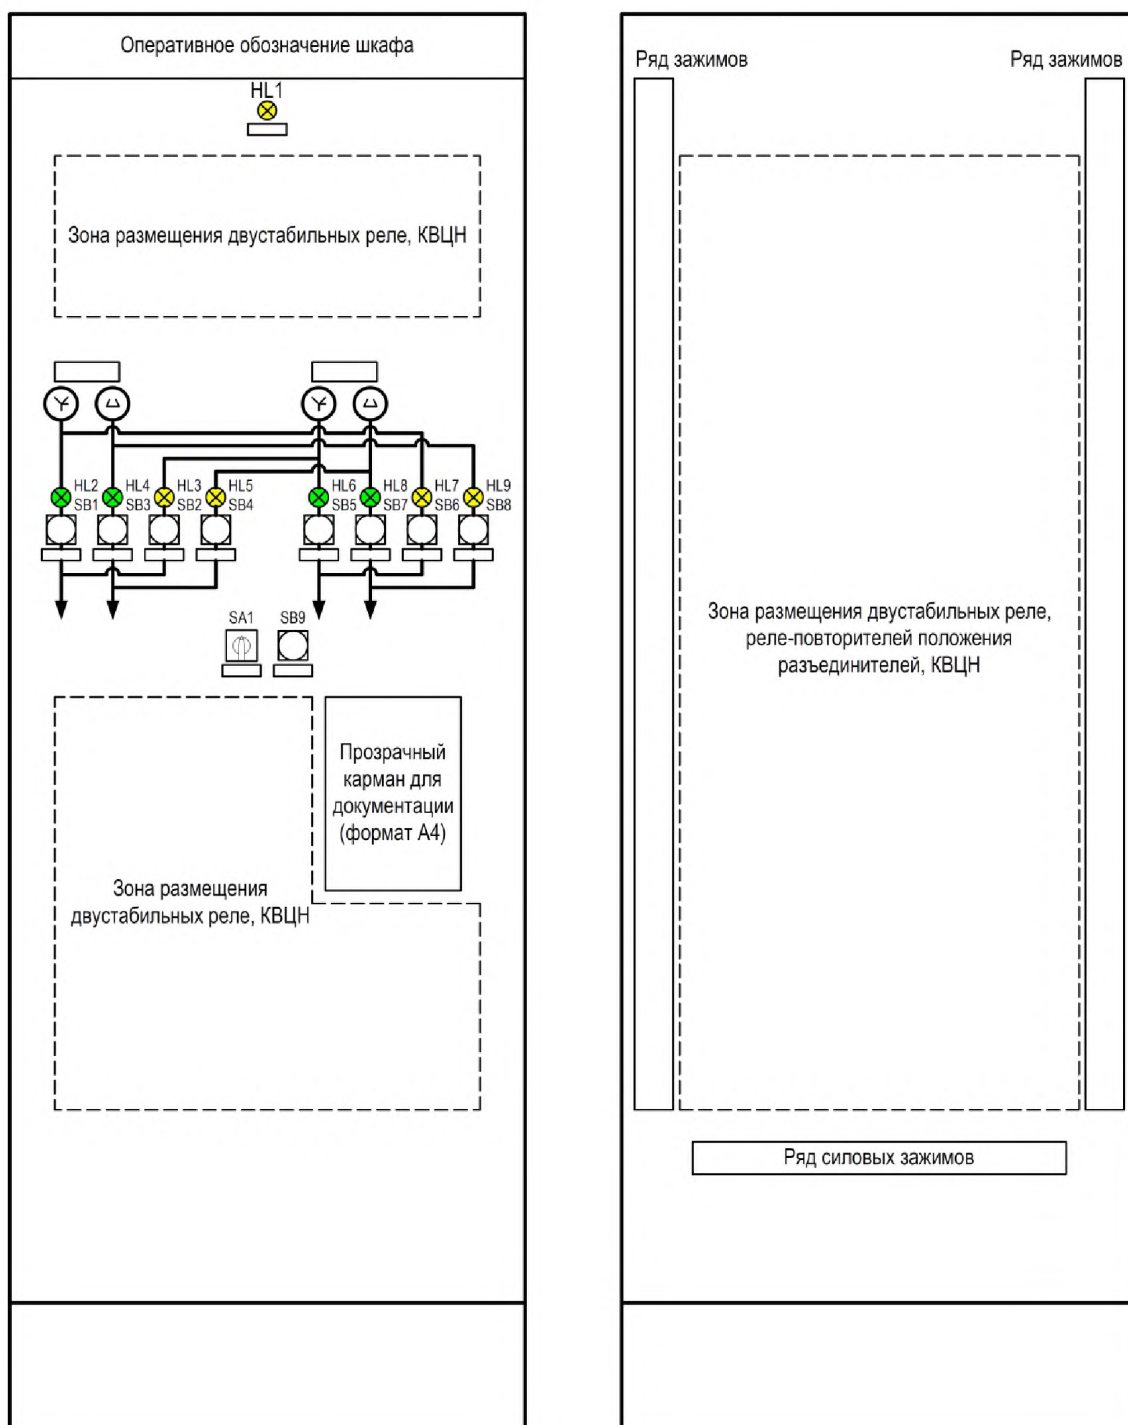 Оперативное обозначение шкафа
HL1
Зона размещения двустабильных реле, КВЦН
HL2 HL4 HL3 HL5 HL6 HL8 HL7 HL9
SB1 SB3 SB2 SB4 SB5 SB7 SB6 SB8
SA1 SB9
Прозрачный
карман для
документации
(формат А4)
Зона размещения
двустабильных реле, КВЦН
Ряд зажимов Ряд зажимов
Зона размещения двустабильных реле,
реле-повторителей положения
разъединителей, КВЦН
Ряд силовых зажимов